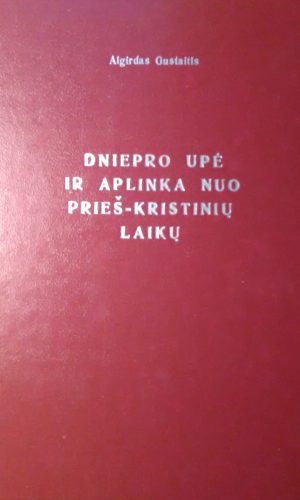 Algirdas Gustaitis
DNIEPRO UPĖ
IR APLINKA NUO
PRIEŠ-KRISTINIŲ
LAIKŲ